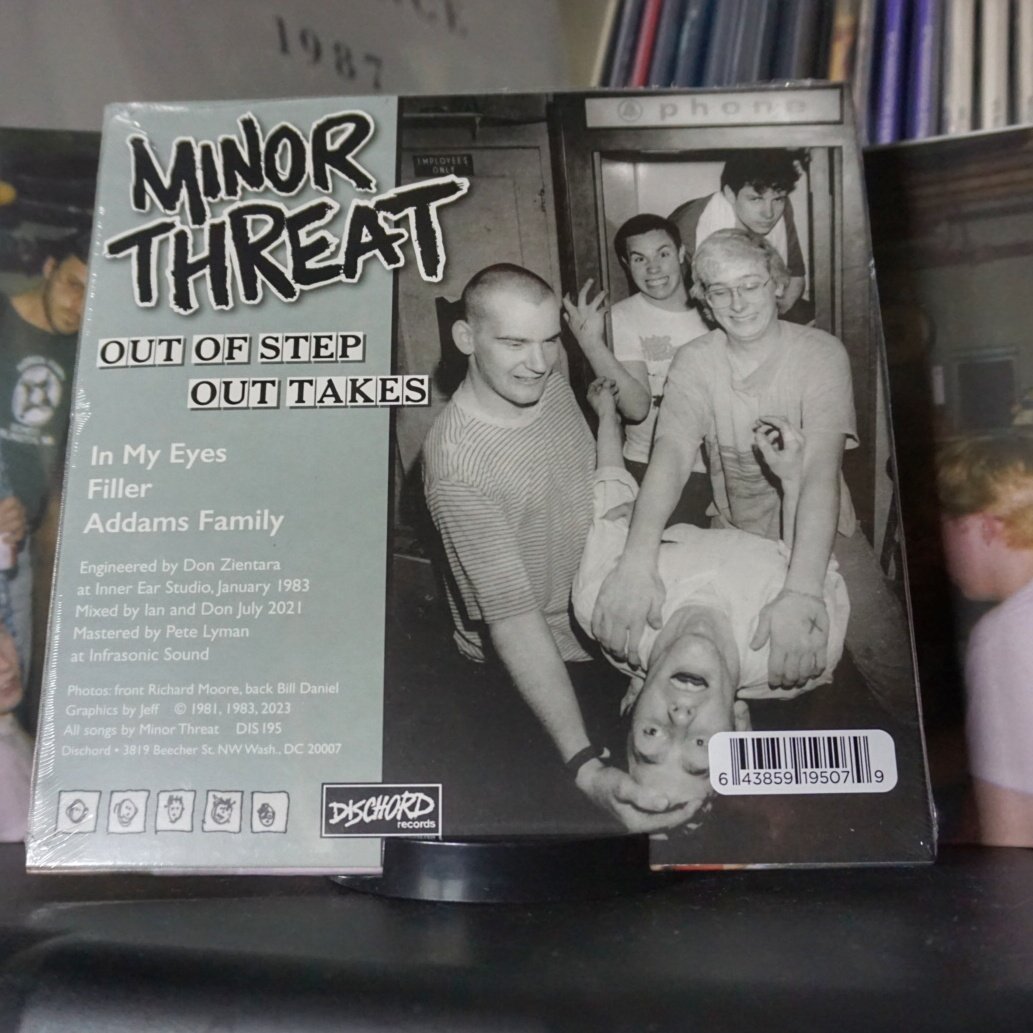 1987
MINOR
THREAT
OUT OF STEP
OUT TAKES
In My Eyes
Filler
Addams Family
Engineered by Don Zientara
at Inner Ear Studio, January 1983
Mixed by Ian and Don July 2021
Mastered by Pete Lyman
at Infrasonic Sound
Photos: front Richard Moore, back Bill Daniel
Graphics by Jeff © 1981, 1983, 2023
All songs by Minor Threat DIS195
Dischord • 3819 Beecher St. NW Wash., DC 20007
DISCHORD
records
EMPLOYEES
ONLY
phone
MINOR
THREAT
X
6 43859 19507 9